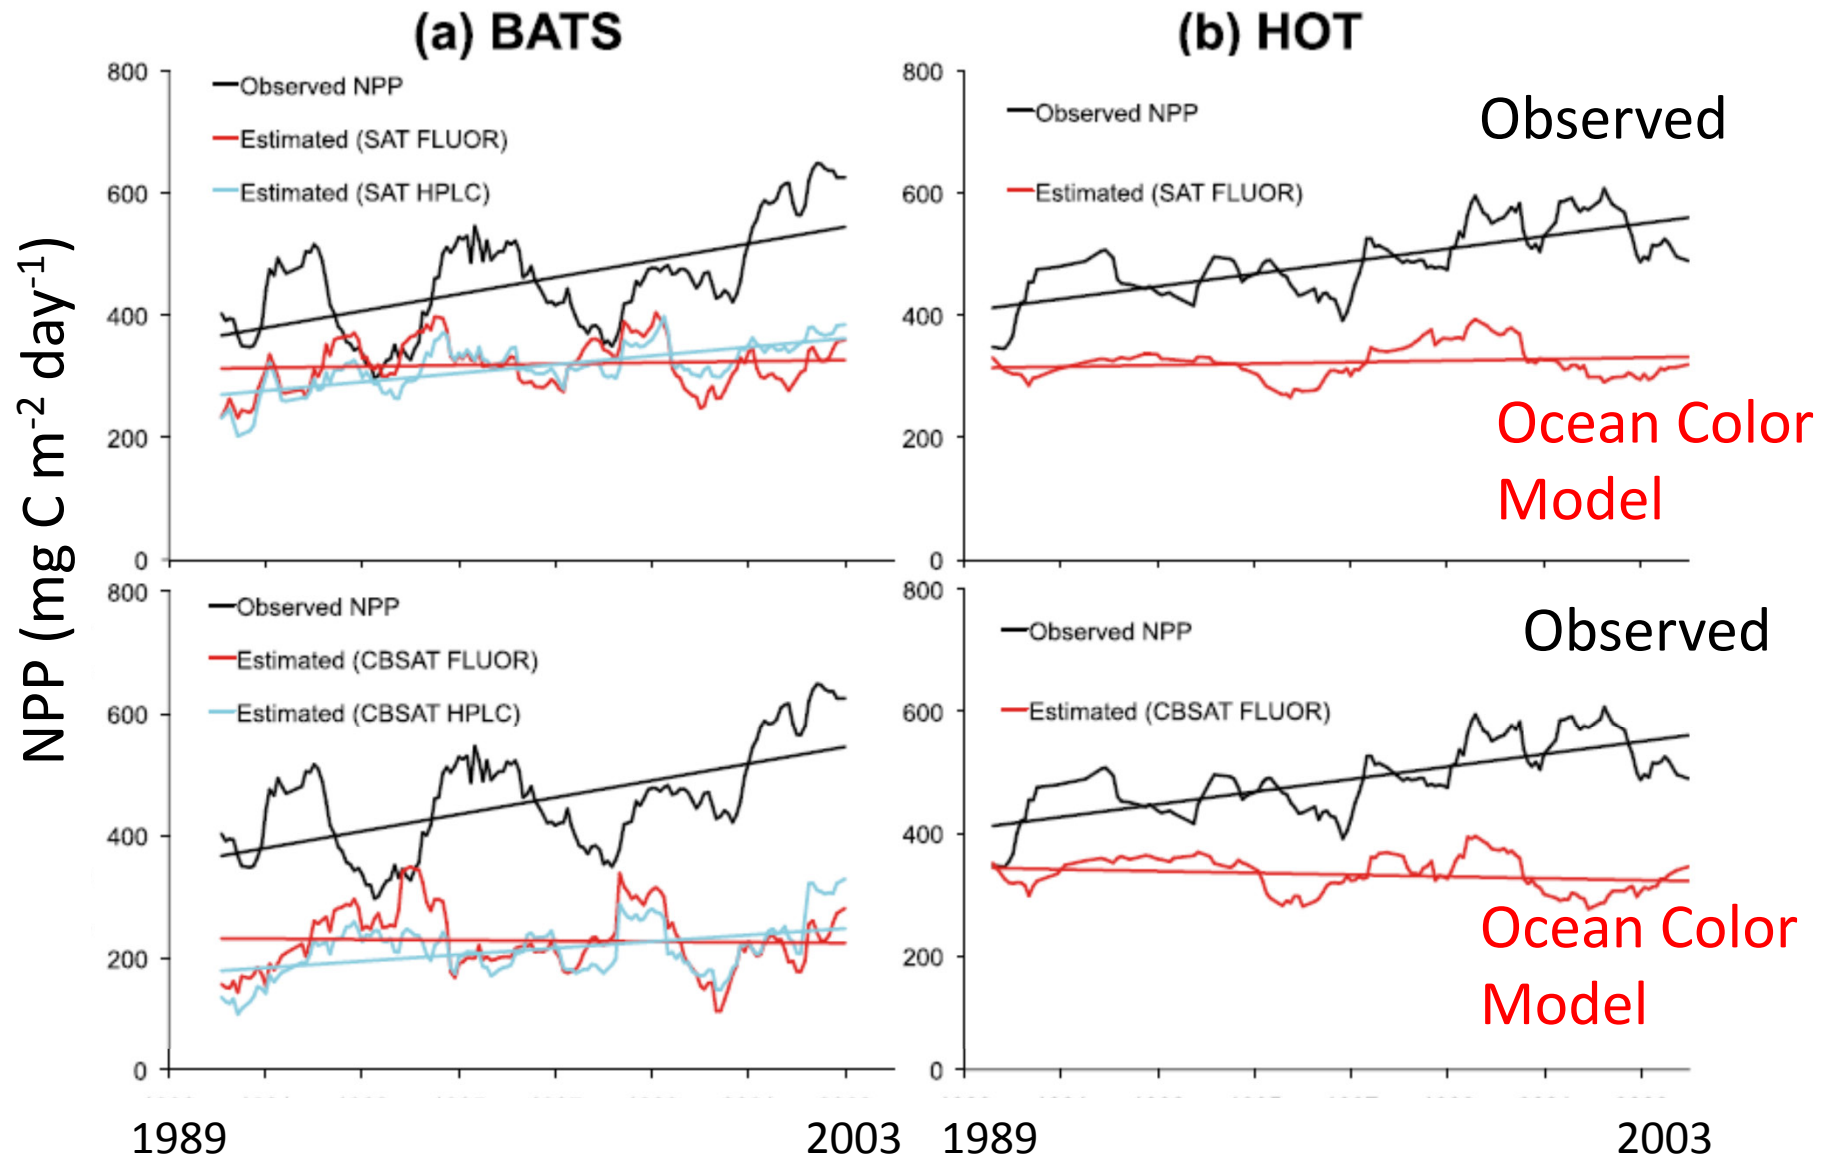 (a) BATS
(b) HOT
NPP (mg C m-2 day-1)
800
600
400
200
0
Observed NPP
Estimated (SAT FLUOR)
Estimated (SAT HPLC)
800
600
400
200
0
Observed NPP
Estimated (SAT FLUOR)
Observed
Ocean Color
Model
800
600
400
200
0
Observed NPP
Estimated (CBSAT FLUOR)
Estimated (CBSAT HPLC)
800
600
400
200
0
Observed NPP
Estimated (CBSAT FLUOR)
Observed
Ocean Color
Model
1989
2003
1989
2003